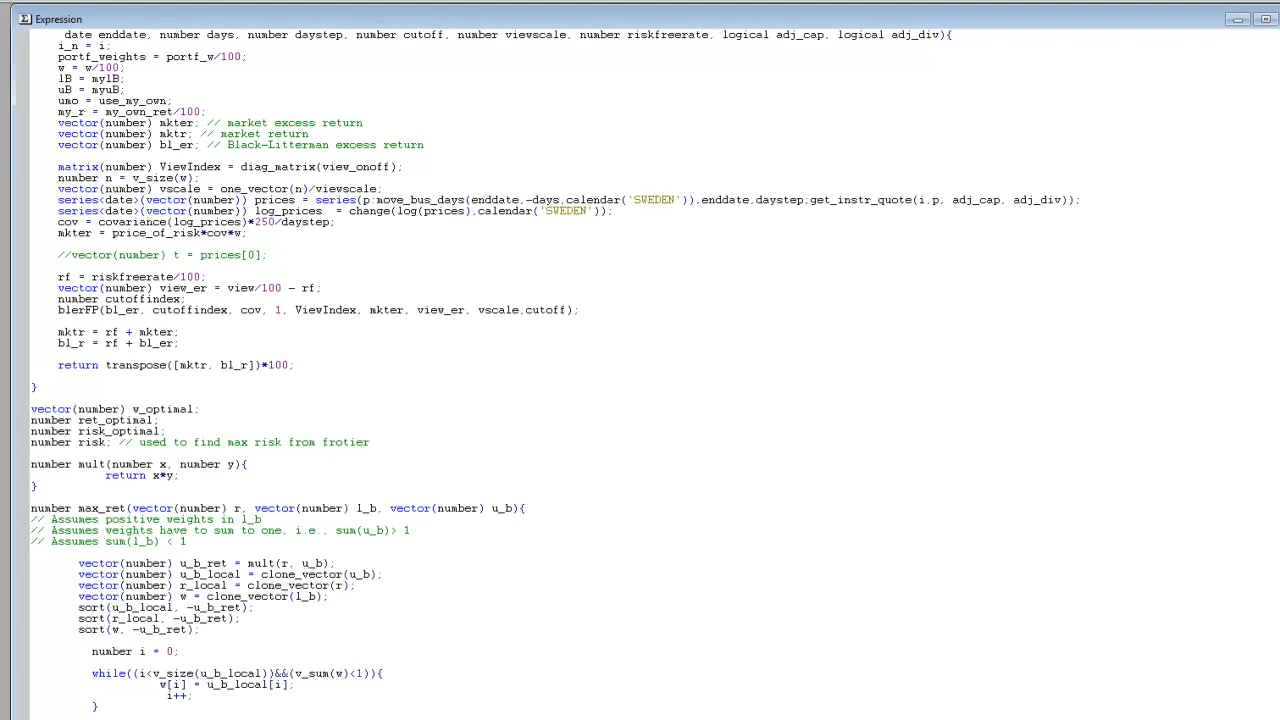 Expression
date enddate, number days, number daystep, number cutoff, number viewscale, number riskfreerate, logical adj_cap, logical adj_div){
i_n = i;
portf_weights = portf_w/100;
w = w/100;
lB = mylB;
uB = myuB;
umo = use_my_own;
my_r = my_own_ret/100;
vector(number) mkter; // market excess return
vector(number) mktr; // market return
vector(number) bl_er; // Black-Litterman excess return
matrix(number) ViewIndex = diag_matrix(view_onoff);
number n = v_size(w);
vector(number) vscale = one_vector(n)/viewscale;
series<date>(vector(number)) prices = series(p:move_bus_days(enddate,-days,calendar('SWEDEN')),enddate,daystep;get_instr_quote(i,p, adj_cap, adj_div));
series<date>(vector(number)) log_prices = change(log(prices),calendar('SWEDEN'));
cov = covariance(log_prices)*250/daystep;
mkter = price_of_risk*cov*w;
//vector(number) t = prices[0];
rf = riskfreerate/100;
vector(number) view_er = view/100 - rf;
number cutoffindex;
blerFP(bl_er, cutoffindex, cov, 1, ViewIndex, mkter, view_er, vscale,cutoff);
mktr = rf + mkter;
bl_r = rf + bl_er;
return transpose([mktr, bl_r])*100;
}
vector(number) w_optimal;
number ret_optimal;
number risk_optimal;
number risk; // used to find max risk from frotier
number mult(number x, number y){
return x*y;
}
number max_ret(vector(number) r, vector(number) l_b, vector(number) u_b){
// Assumes positive weights in l_b
// Assumes weights have to sum to one, i.e., sum(u_b)> 1
// Assumes sum(l_b) < 1
vector(number) u_b_ret = mult(r, u_b);
vector(number) u_b_local = clone_vector(u_b);
vector(number) r_local = clone_vector(r);
vector(number) w = clone_vector(l_b);
sort(u_b_local, -u_b_ret);
sort(r_local, -u_b_ret);
sort(w, -u_b_ret);
number i = 0;
while((i<v_size(u_b_local))&&(v_sum(w)<1)){
w[i] = u_b_local[i];
i++;
}